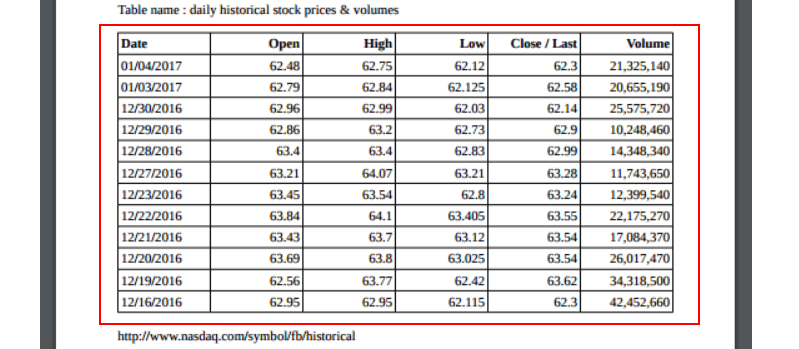 Table name : daily historical stock prices & volumes
Date Open High Low Close / Last Volume
01/04/2017 62.48 62.75 62.12 62.3 21,325,140
01/03/2017 62.79 62.84 62.125 62.58 20,655,190
12/30/2016 62.96 62.99 62.03 62.14 25,575,720
12/29/2016 62.86 63.2 62.73 62.9 10,248,460
12/28/2016 63.4 63.4 62.83 62.99 14,348,340
12/27/2016 63.21 64.07 63.21 63.28 11,743,650
12/23/2016 63.45 63.54 62.8 63.24 12,399,540
12/22/2016 63.84 64.1 63.405 63.55 22,175,270
12/21/2016 63.43 63.7 63.12 63.54 17,084,370
12/20/2016 63.69 63.8 63.025 63.54 26,017,470
12/19/2016 62.56 63.77 62.42 63.62 34,318,500
12/16/2016 62.95 62.95 62.115 62.3 42,452,660
http://www.nasdaq.com/symbol/fb/historical